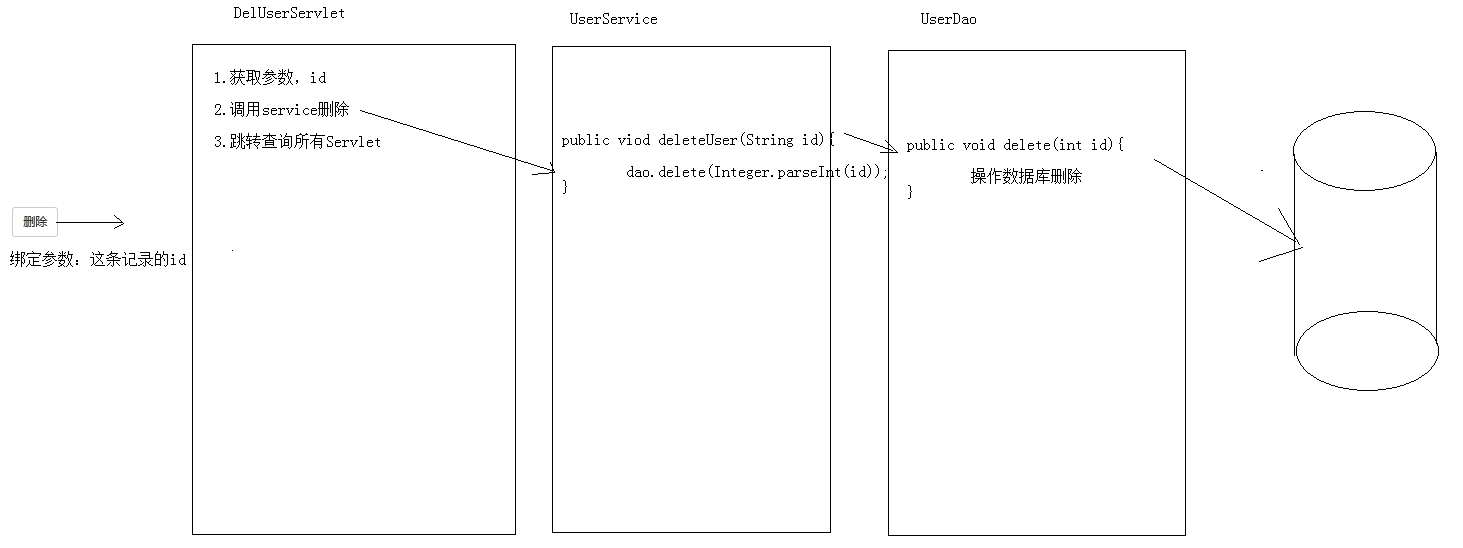 DelUserServlet
UserService
UserDao
1.获取参数，id
2.调用service删除
3.跳转查询所有Servlet
删除
绑定参数：这条记录的id
public viod deleteUser(String id){
dao.delete(Integer.parseInt(id));
}
public void delete(int id){
操作数据库删除
}